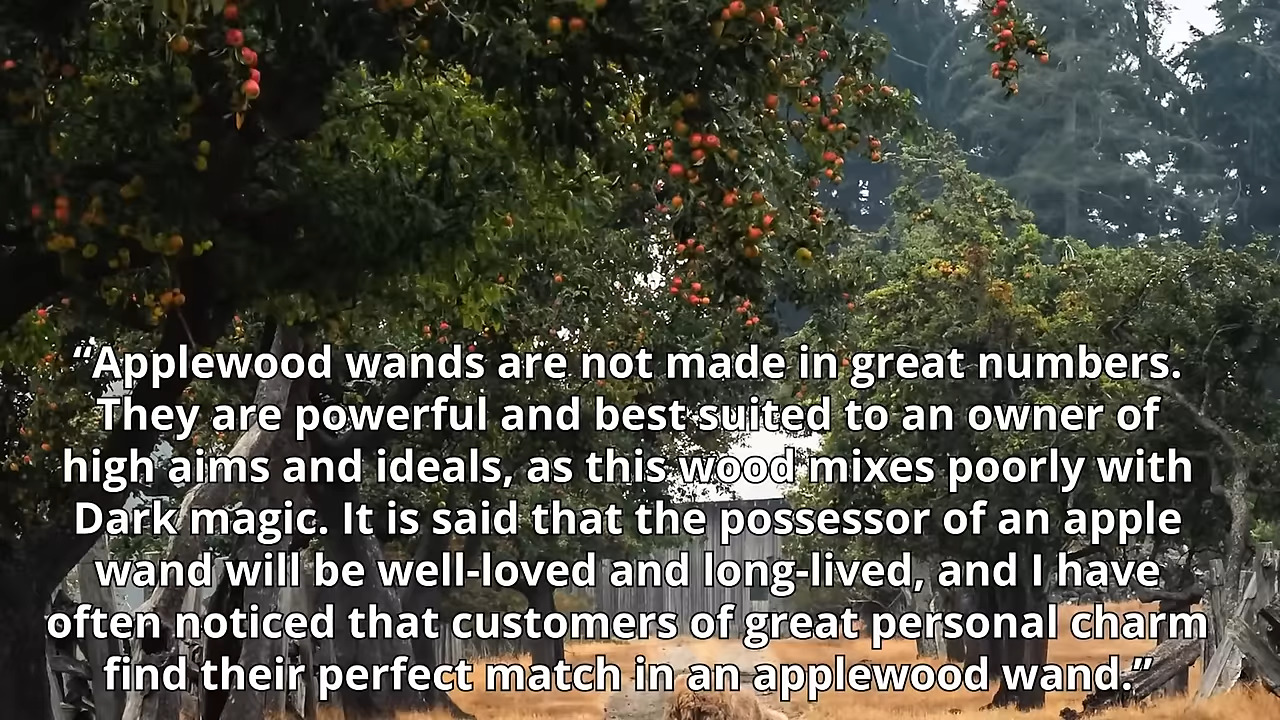 “Applewood wands are not made in great numbers.
They are powerful and best suited to an owner of
high aims and ideals, as this wood mixes poorly with
Dark magic. It is said that the possessor of an apple
wand will be well-loved and long-lived, and I have
often noticed that customers of great personal charm
find their perfect match in an applewood wand.”